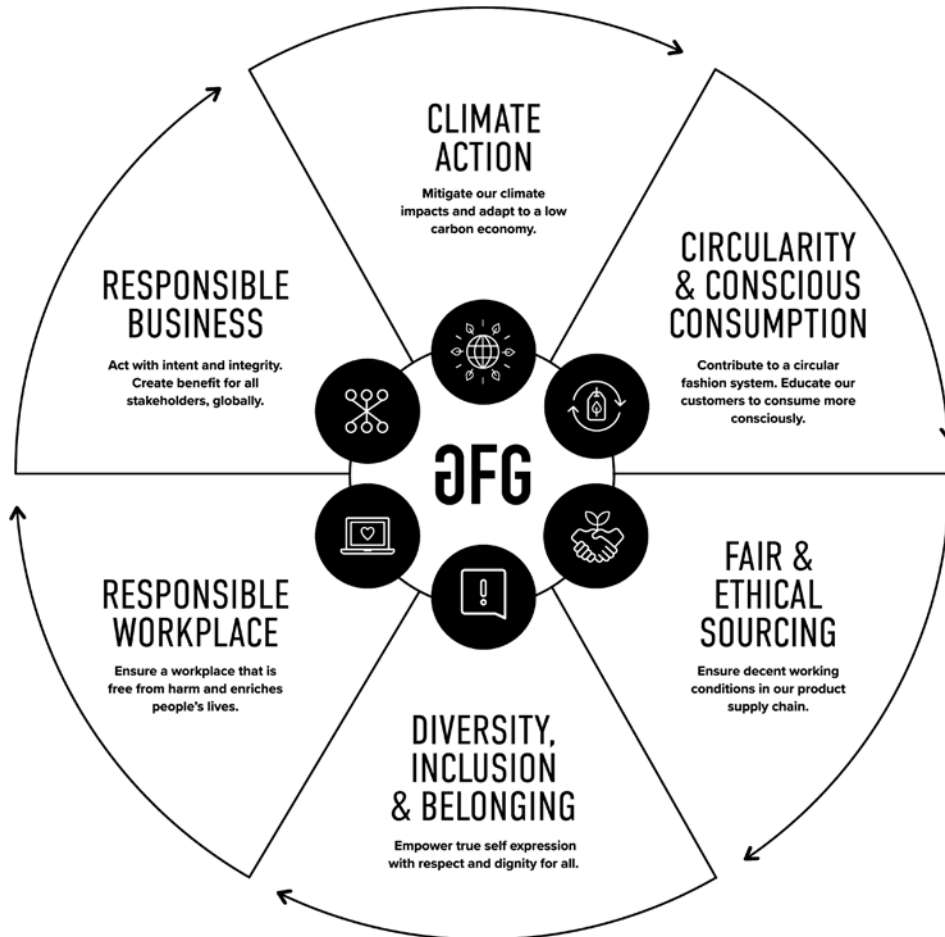 CLIMATE
ACTION
Mitigate our climate
impacts and adapt to a low
carbon economy.
CIRCULARITY
& CONSCIOUS
CONSUMPTION
Contribute to a circular
fashion system. Educate our
customers to consume more
consciously.
FAIR &
ETHICAL
SOURCING
Ensure decent working
conditions in our product
supply chain.
DIVERSITY,
INCLUSION
& BELONGING
Empower true self expression
with respect and dignity for all.
RESPONSIBLE
WORKPLACE
Ensure a workplace that is
free from harm and enriches
people's lives.
RESPONSIBLE
BUSINESS
Act with intent and integrity.
Create benefit for all
stakeholders, globally.
GFG
!